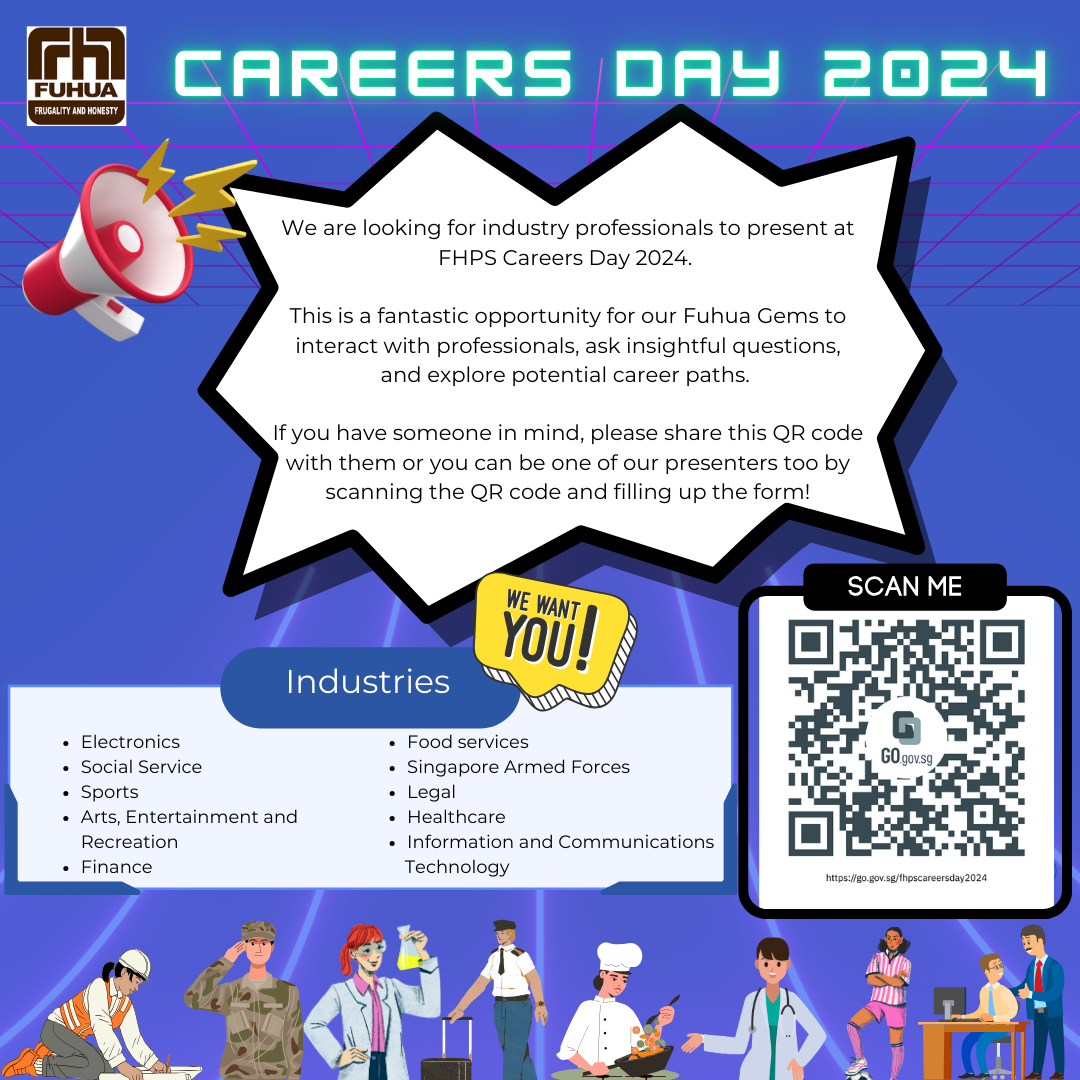 FUHUA
FRUGALITY AND HONESTY
CAREERS DAY 2024
We are looking for industry professionals to present at
FHPS Careers Day 2024.
This is a fantastic opportunity for our Fuhua Gems to
interact with professionals, ask insightful questions,
and explore potential career paths.
If you have someone in mind, please share this QR code
with them or you can be one of our presenters too by
scanning the QR code and filling up the form!
WE WANT
YOU!
SCAN ME
GO.gov.sg
https://go.gov.sg/fhpscareersday2024
Industries
• Electronics
• Social Service
• Sports
• Arts, Entertainment and
Recreation
• Finance
• Food services
• Singapore Armed Forces
• Legal
• Healthcare
• Information and Communications
Technology